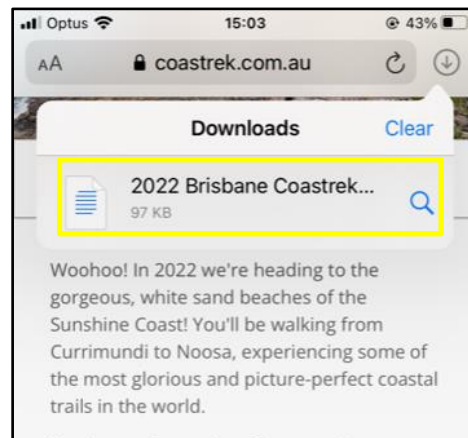 Optus 15:03 43%
AA coastrek.com.au
Downloads Clear
2022 Brisbane Coastrek...
97 KB
Woohoo! In 2022 we're heading to the
gorgeous, white sand beaches of the
Sunshine Coast! You'll be walking from
Currimundi to Noosa, experiencing some of
the most glorious and picture-perfect coastal
trails in the world.